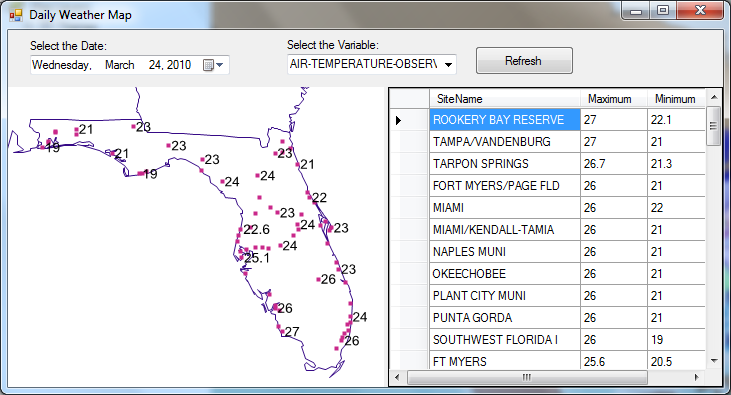 Daily Weather Map
Select the Date:
Select the Variable:
Wednesday, March 24, 2010
AIR-TEMPERATURE-OBSERV
Refresh
SiteName Maximum Minimum
ROOKERY BAY RESERVE 27 22.1
TAMPA/VANDENBURG 27 21
TARPON SPRINGS 26.7 21.3
FORT MYERS/PAGE FLD 26 21
MIAMI 26 22
MIAMI/KENDALL-TAMIA 26 21
NAPLES MUNI 26 21
OKEECHOBEE 26 21
PLANT CITY MUNI 26 21
PUNTA GORDA 26 21
SOUTHWEST FLORIDA I 26 19
FT MYERS 25.6 20.5
21
23
19
21
23
23
21
19
24
24
22
23
22.6
24
23
24
25.1
23
26
26
24
27
26